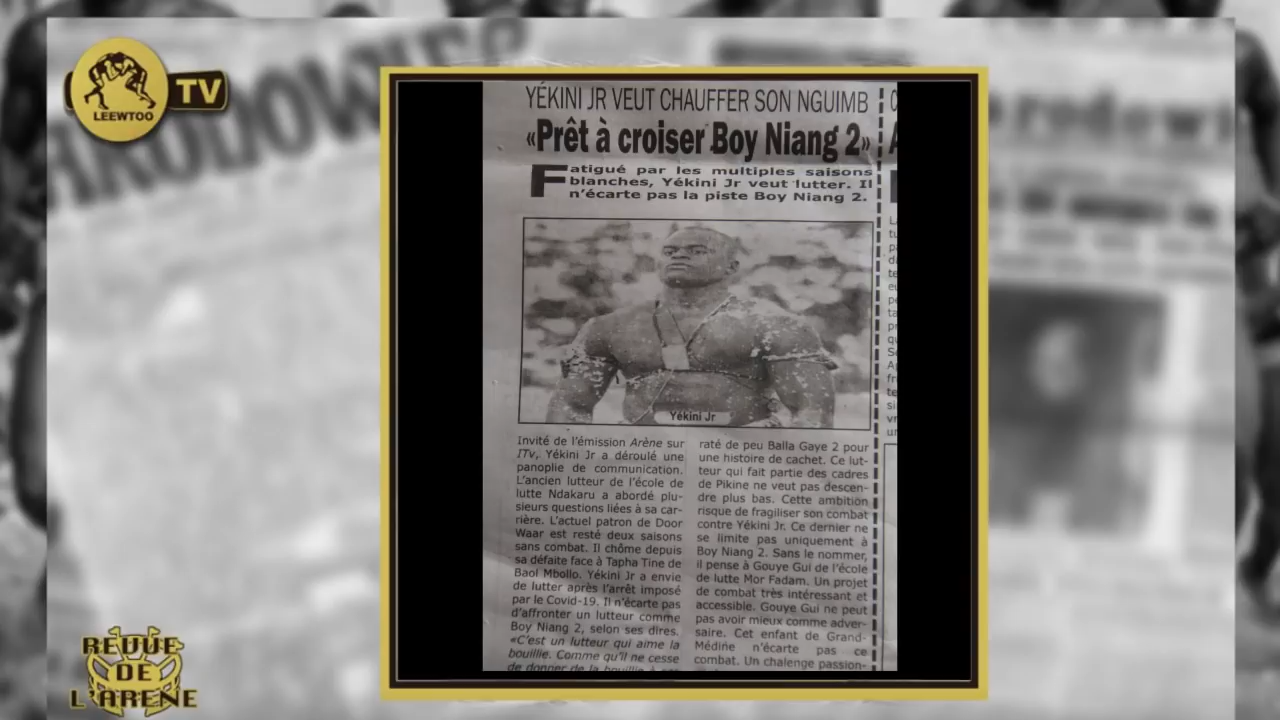 LEEWTOO
TV
YÉKINI JR VEUT CHAUFFER SON NGUIMB
«Prêt à croiser Boy Niang 2»
Fatigué par les multiples saisons
blanches, Yékini Jr veut lutter. Il
n'écarte pas la piste Boy Niang 2.
Yékini Jr
Invité de l'émission Arène sur
ITv, Yékini Jr a déroulé une
panoplie de communication.
L'ancien lutteur de l'école de
lutte Ndakaru a abordé plu-
sieurs questions liées à sa car-
rière. L'actuel patron de Door
Waar est resté deux saisons
sans combat. Il chôme depuis
sa défaite face à Tapha Tine de
Baol Mbollo. Yékini Jr a envie
de lutter après l'arrêt imposé
par le Covid-19. Il n'écarte pas
d'affronter un lutteur comme
Boy Niang 2, selon ses dires.
«C'est un lutteur qui aime la
bouillie. Comme qu'il ne cesse
de donner de la bouillie à
raté de peu Balla Gaye 2 pour
une histoire de cachet. Ce lut-
teur qui fait partie des cadres
de Pikine ne veut pas descen-
dre plus bas. Cette ambition
risque de fragiliser son combat
contre Yékini Jr. Ce dernier ne
se limite pas uniquement à
Boy Niang 2. Sans le nommer,
il pense à Gouye Gui de l'école
de lutte Mor Fadam. Un projet
de combat très intéressant et
accessible. Gouye Gui ne peut
pas avoir mieux comme adver-
saire. Cet enfant de Grand-
Médine n'écarte pas ce
combat. Un chalenge passion-
REVUE
DE
L'ARENE